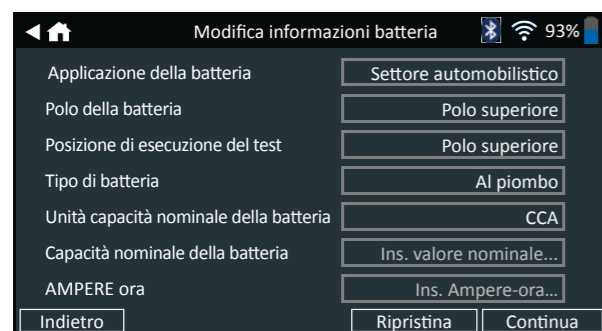 Modifica informazioni batteria 93%
Applicazione della batteria Settore automobilistico
Polo della batteria Polo superiore
Posizione di esecuzione del test Polo superiore
Tipo di batteria Al piombo
Unità capacità nominale della batteria CCA
Capacità nominale della batteria Ins. valore nominale...
AMPERE ora Ins. Ampere-ora...
Indietro Ripristina Continua